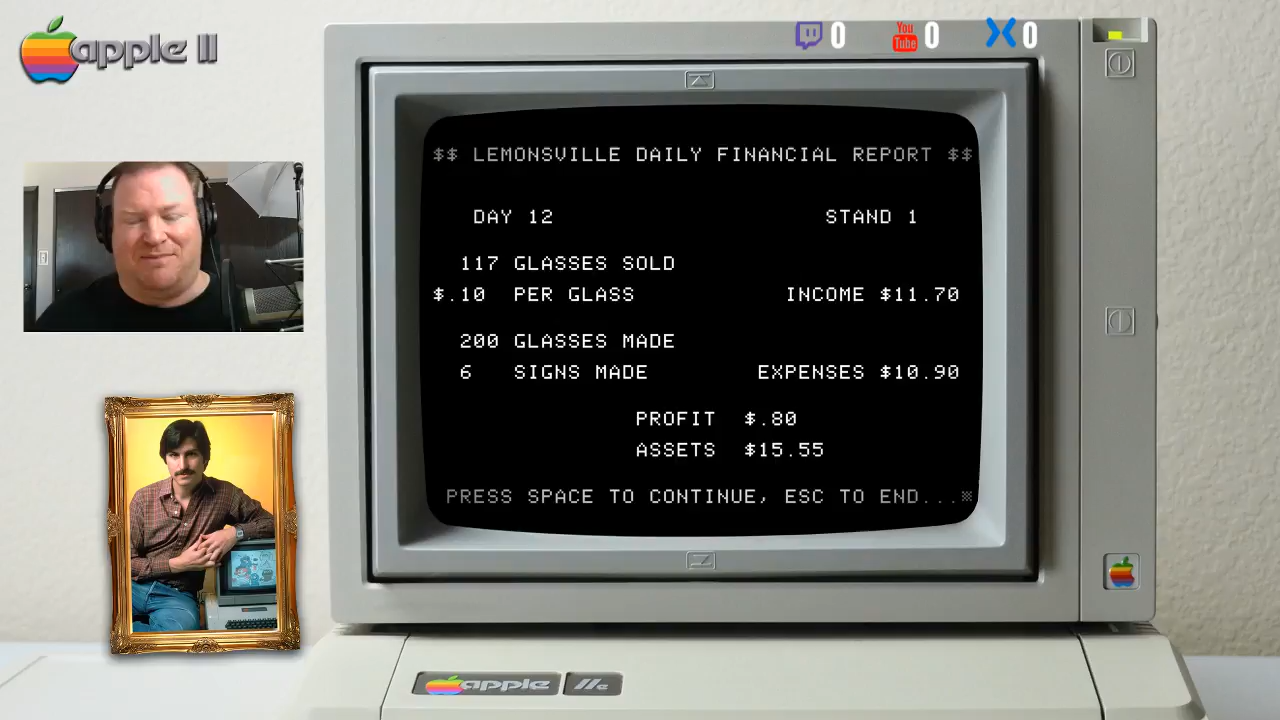 apple II
0 You Tube 0 0
$$ LEMONSVILLE DAILY FINANCIAL REPORT $$
DAY 12 STAND 1
117 GLASSES SOLD
$.10 PER GLASS INCOME $11.70
200 GLASSES MADE
6 SIGNS MADE EXPENSES $10.90
PROFIT $.80
ASSETS $15.55
PRESS SPACE TO CONTINUE, ESC TO END...
apple IIe